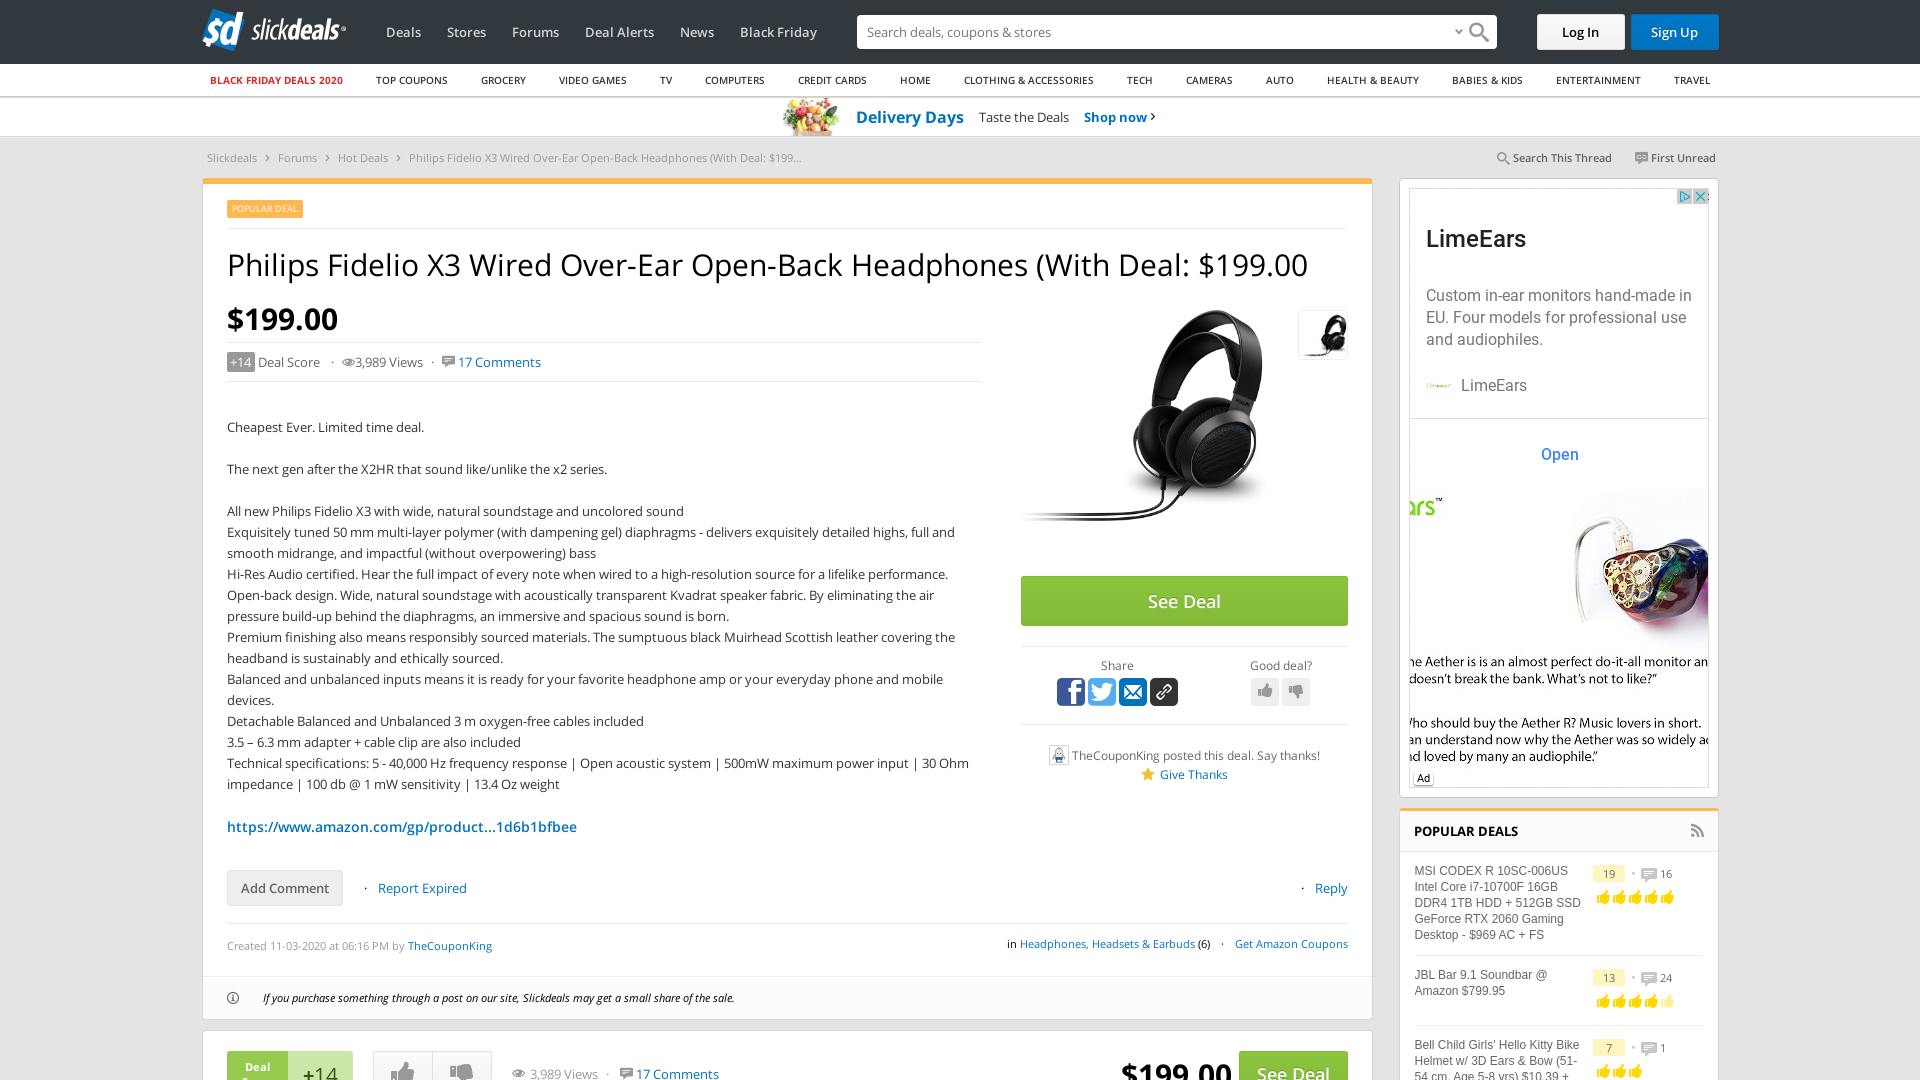 slickdeals
Deals
Stores
Forums
Deal Alerts
News
Black Friday
Search deals, coupons & stores
Log In
Sign Up
BLACK FRIDAY DEALS 2020
TOP COUPONS
GROCERY
VIDEO GAMES
TV
COMPUTERS
CREDIT CARDS
HOME
CLOTHING & ACCESSORIES
TECH
CAMERAS
AUTO
HEALTH & BEAUTY
BABIES & KIDS
ENTERTAINMENT
TRAVEL
Delivery Days Taste the Deals Shop now
Slickdeals > Forums > Hot Deals > Philips Fidelio X3 Wired Over-Ear Open-Back Headphones (With Deal: $199...
Search This Thread
First Unread
POPULAR DEAL
Philips Fidelio X3 Wired Over-Ear Open-Back Headphones (With Deal: $199.00
$199.00
+14 Deal Score · 3,989 Views · 17 Comments
Cheapest Ever. Limited time deal.
The next gen after the X2HR that sound like/unlike the x2 series.
All new Philips Fidelio X3 with wide, natural soundstage and uncolored sound
Exquisitely tuned 50 mm multi-layer polymer (with dampening gel) diaphragms - delivers exquisitely detailed highs, full and
smooth midrange, and impactful (without overpowering) bass
Hi-Res Audio certified. Hear the full impact of every note when wired to a high-resolution source for a lifelike performance.
Open-back design. Wide, natural soundstage with acoustically transparent Kvadrat speaker fabric. By eliminating the air
pressure build-up behind the diaphragms, an immersive and spacious sound is born.
Premium finishing also means responsibly sourced materials. The sumptuous black Muirhead Scottish leather covering the
headband is sustainably and ethically sourced.
Balanced and unbalanced inputs means it is ready for your favorite headphone amp or your everyday phone and mobile
devices.
Detachable Balanced and Unbalanced 3 m oxygen-free cables included
3.5 – 6.3 mm adapter + cable clip are also included
Technical specifications: 5 - 40,000 Hz frequency response | Open acoustic system | 500mW maximum power input | 30 Ohm
impedance | 100 db @ 1 mW sensitivity | 13.4 Oz weight
https://www.amazon.com/gp/product...1d6b1bfbee
See Deal
Share
Good deal?
TheCouponKing posted this deal. Say thanks!
Give Thanks
Add Comment · Report Expired
· Reply
Created 11-03-2020 at 06:16 PM by TheCouponKing
in Headphones, Headsets & Earbuds (6) · Get Amazon Coupons
If you purchase something through a post on our site, Slickdeals may get a small share of the sale.
Deal
+14
3,989 Views · 17 Comments
$199.00
See Deal
LimeEars
Custom in-ear monitors hand-made in
EU. Four models for professional use
and audiophiles.
LimeEars
Open
ars™
he Aether is is an almost perfect do-it-all monitor an
doesn't break the bank. What's not to like?"
ho should buy the Aether R? Music lovers in short.
an understand now why the Aether was so widely a
nd loved by many an audiophile."
Ad
POPULAR DEALS
MSI CODEX R 10SC-006US
Intel Core i7-10700F 16GB
DDR4 1TB HDD + 512GB SSD
GeForce RTX 2060 Gaming
Desktop - $969 AC + FS
19 • 16
JBL Bar 9.1 Soundbar @
Amazon $799.95
13 • 24
Bell Child Girls' Hello Kitty Bike
Helmet w/ 3D Ears & Bow (51-
54 cm, Age 5-8 yrs) $10.39 +
7 • 1